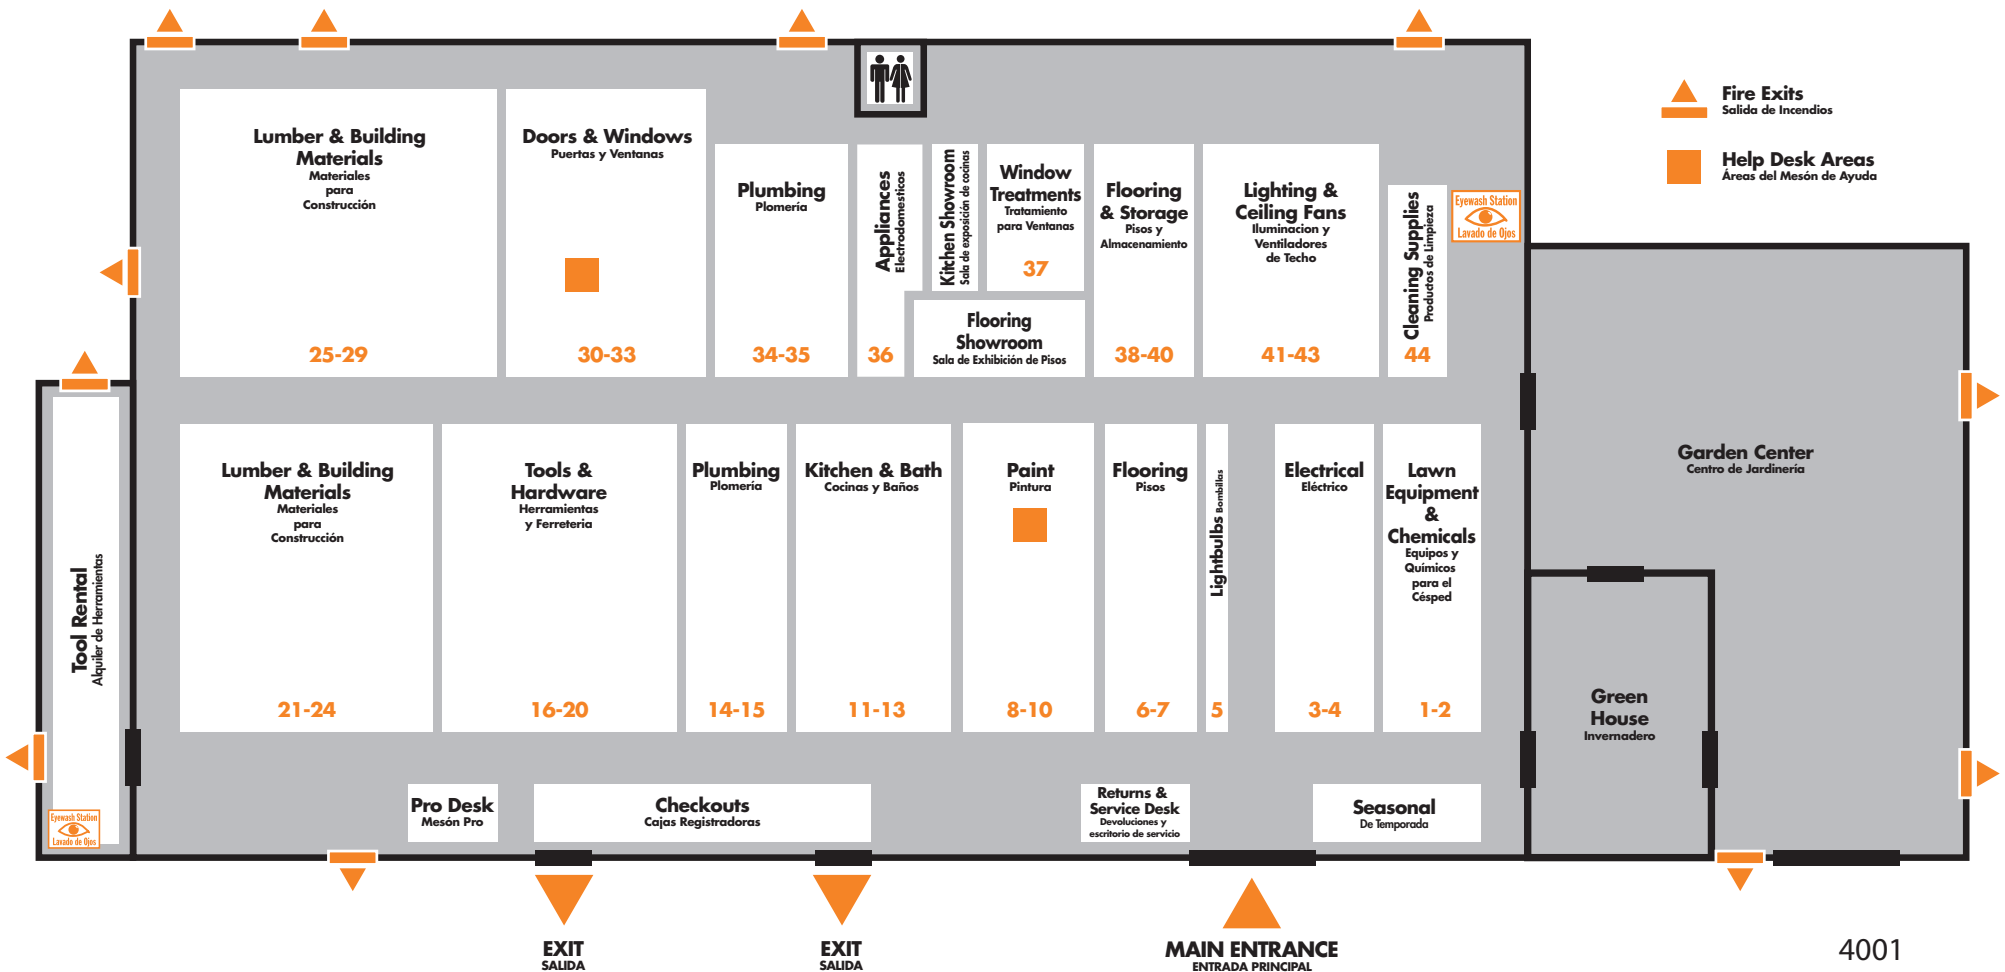 Fire Exits
Salida de Incendios
Help Desk Areas
Áreas del Mesón de Ayuda
Lumber & Building
Materials
Materiales
para
Construcción
25-29
Doors & Windows
Puertas y Ventanas
30-33
Plumbing
Plomería
34-35
Appliances
Electrodomesticos
36
Kitchen Showroom
Sala de exposición de cocinas
Window
Treatments
Tratamiento
para Ventanas
37
Flooring
Showroom
Sala de Exhibición de Pisos
Flooring
& Storage
Pisos y
Almacenamiento
38-40
Lighting &
Ceiling Fans
Iluminacion y
Ventiladores
de Techo
41-43
Cleaning Supplies
Productos de Limpieza
44
Eyewash Station
Lavado de Ojos
Tool Rental
Alquiler de Herramientas
Eyewash Station
Lavado de Ojos
Lumber & Building
Materials
Materiales
para
Construcción
21-24
Tools &
Hardware
Herramientas
y Ferreteria
16-20
Plumbing
Plomería
14-15
Kitchen & Bath
Cocinas y Baños
11-13
Paint
Pintura
8-10
Flooring
Pisos
6-7
Lightbulbs Bombillas
5
Electrical
Eléctrico
3-4
Lawn
Equipment
&
Chemicals
Equipos y
Químicos
para el
Césped
1-2
Garden Center
Centro de Jardinería
Green
House
Invernadero
Pro Desk
Mesón Pro
Checkouts
Cajas Registradoras
Returns &
Service Desk
Devoluciones y
escritorio de servicio
Seasonal
De Temporada
EXIT
SALIDA
EXIT
SALIDA
MAIN ENTRANCE
ENTRADA PRINCIPAL
4001